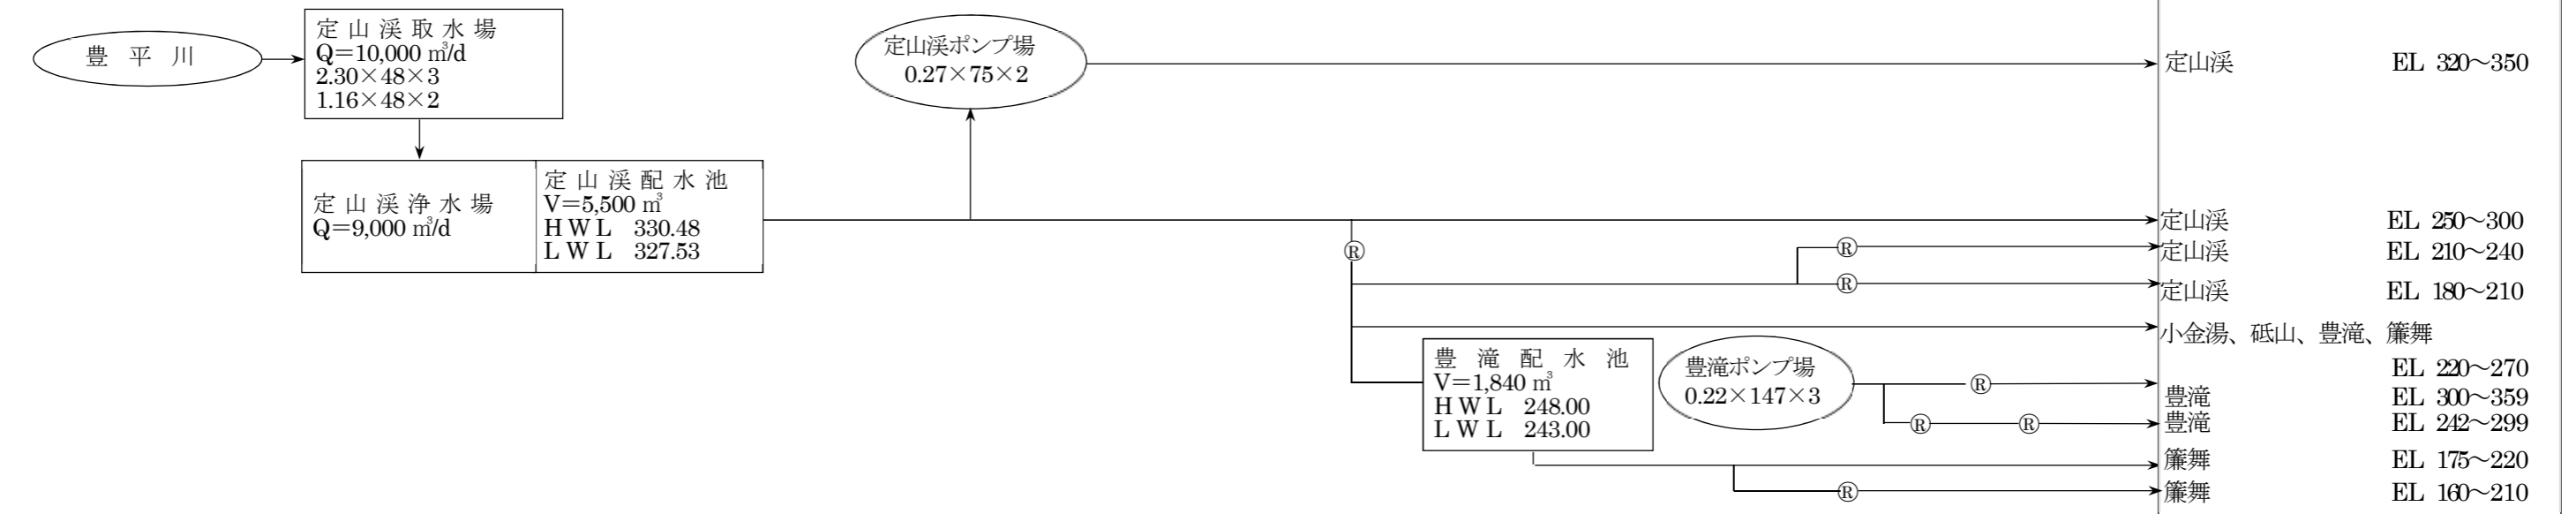 豊平川
定山渓取水場
Q=10,000 ㎥/d
2.30×48×3
1.16×48×2
定山渓ポンプ場
0.27×75×2
定山渓 EL 320~350
定山渓浄水場
Q=9,000 ㎥/d
定山渓配水池
V=5,500 ㎥
HWL 330.48
LWL 327.53
定山渓 EL 250~300
Ⓡ
Ⓡ
定山渓 EL 210~240
Ⓡ
定山渓 EL 180~210
小金湯、砥山、豊滝、簾舞
EL 220~270
豊滝配水池
V=1,840 ㎥
HWL 248.00
LWL 243.00
豊滝ポンプ場
0.22×147×3
Ⓡ
豊滝 EL 300~359
Ⓡ Ⓡ
豊滝 EL 242~299
簾舞 EL 175~220
Ⓡ
簾舞 EL 160~210